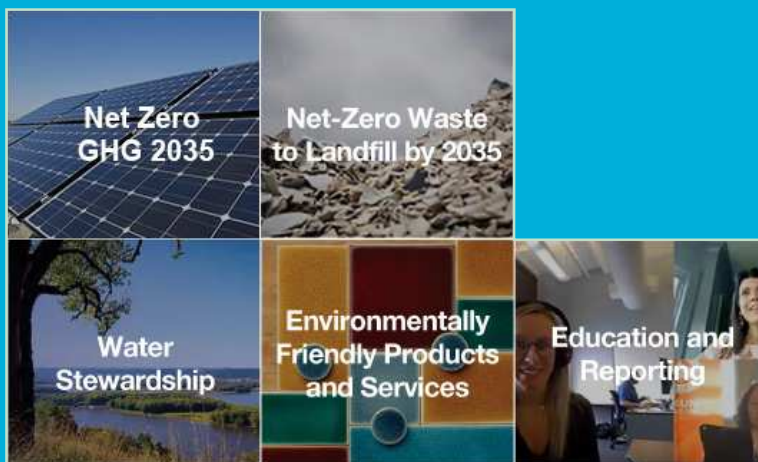 Net Zero
GHG 2035
Net-Zero Waste
to Landfill by 2035
Water
Stewardship
Environmentally
Friendly Products
and Services
Education and
Reporting